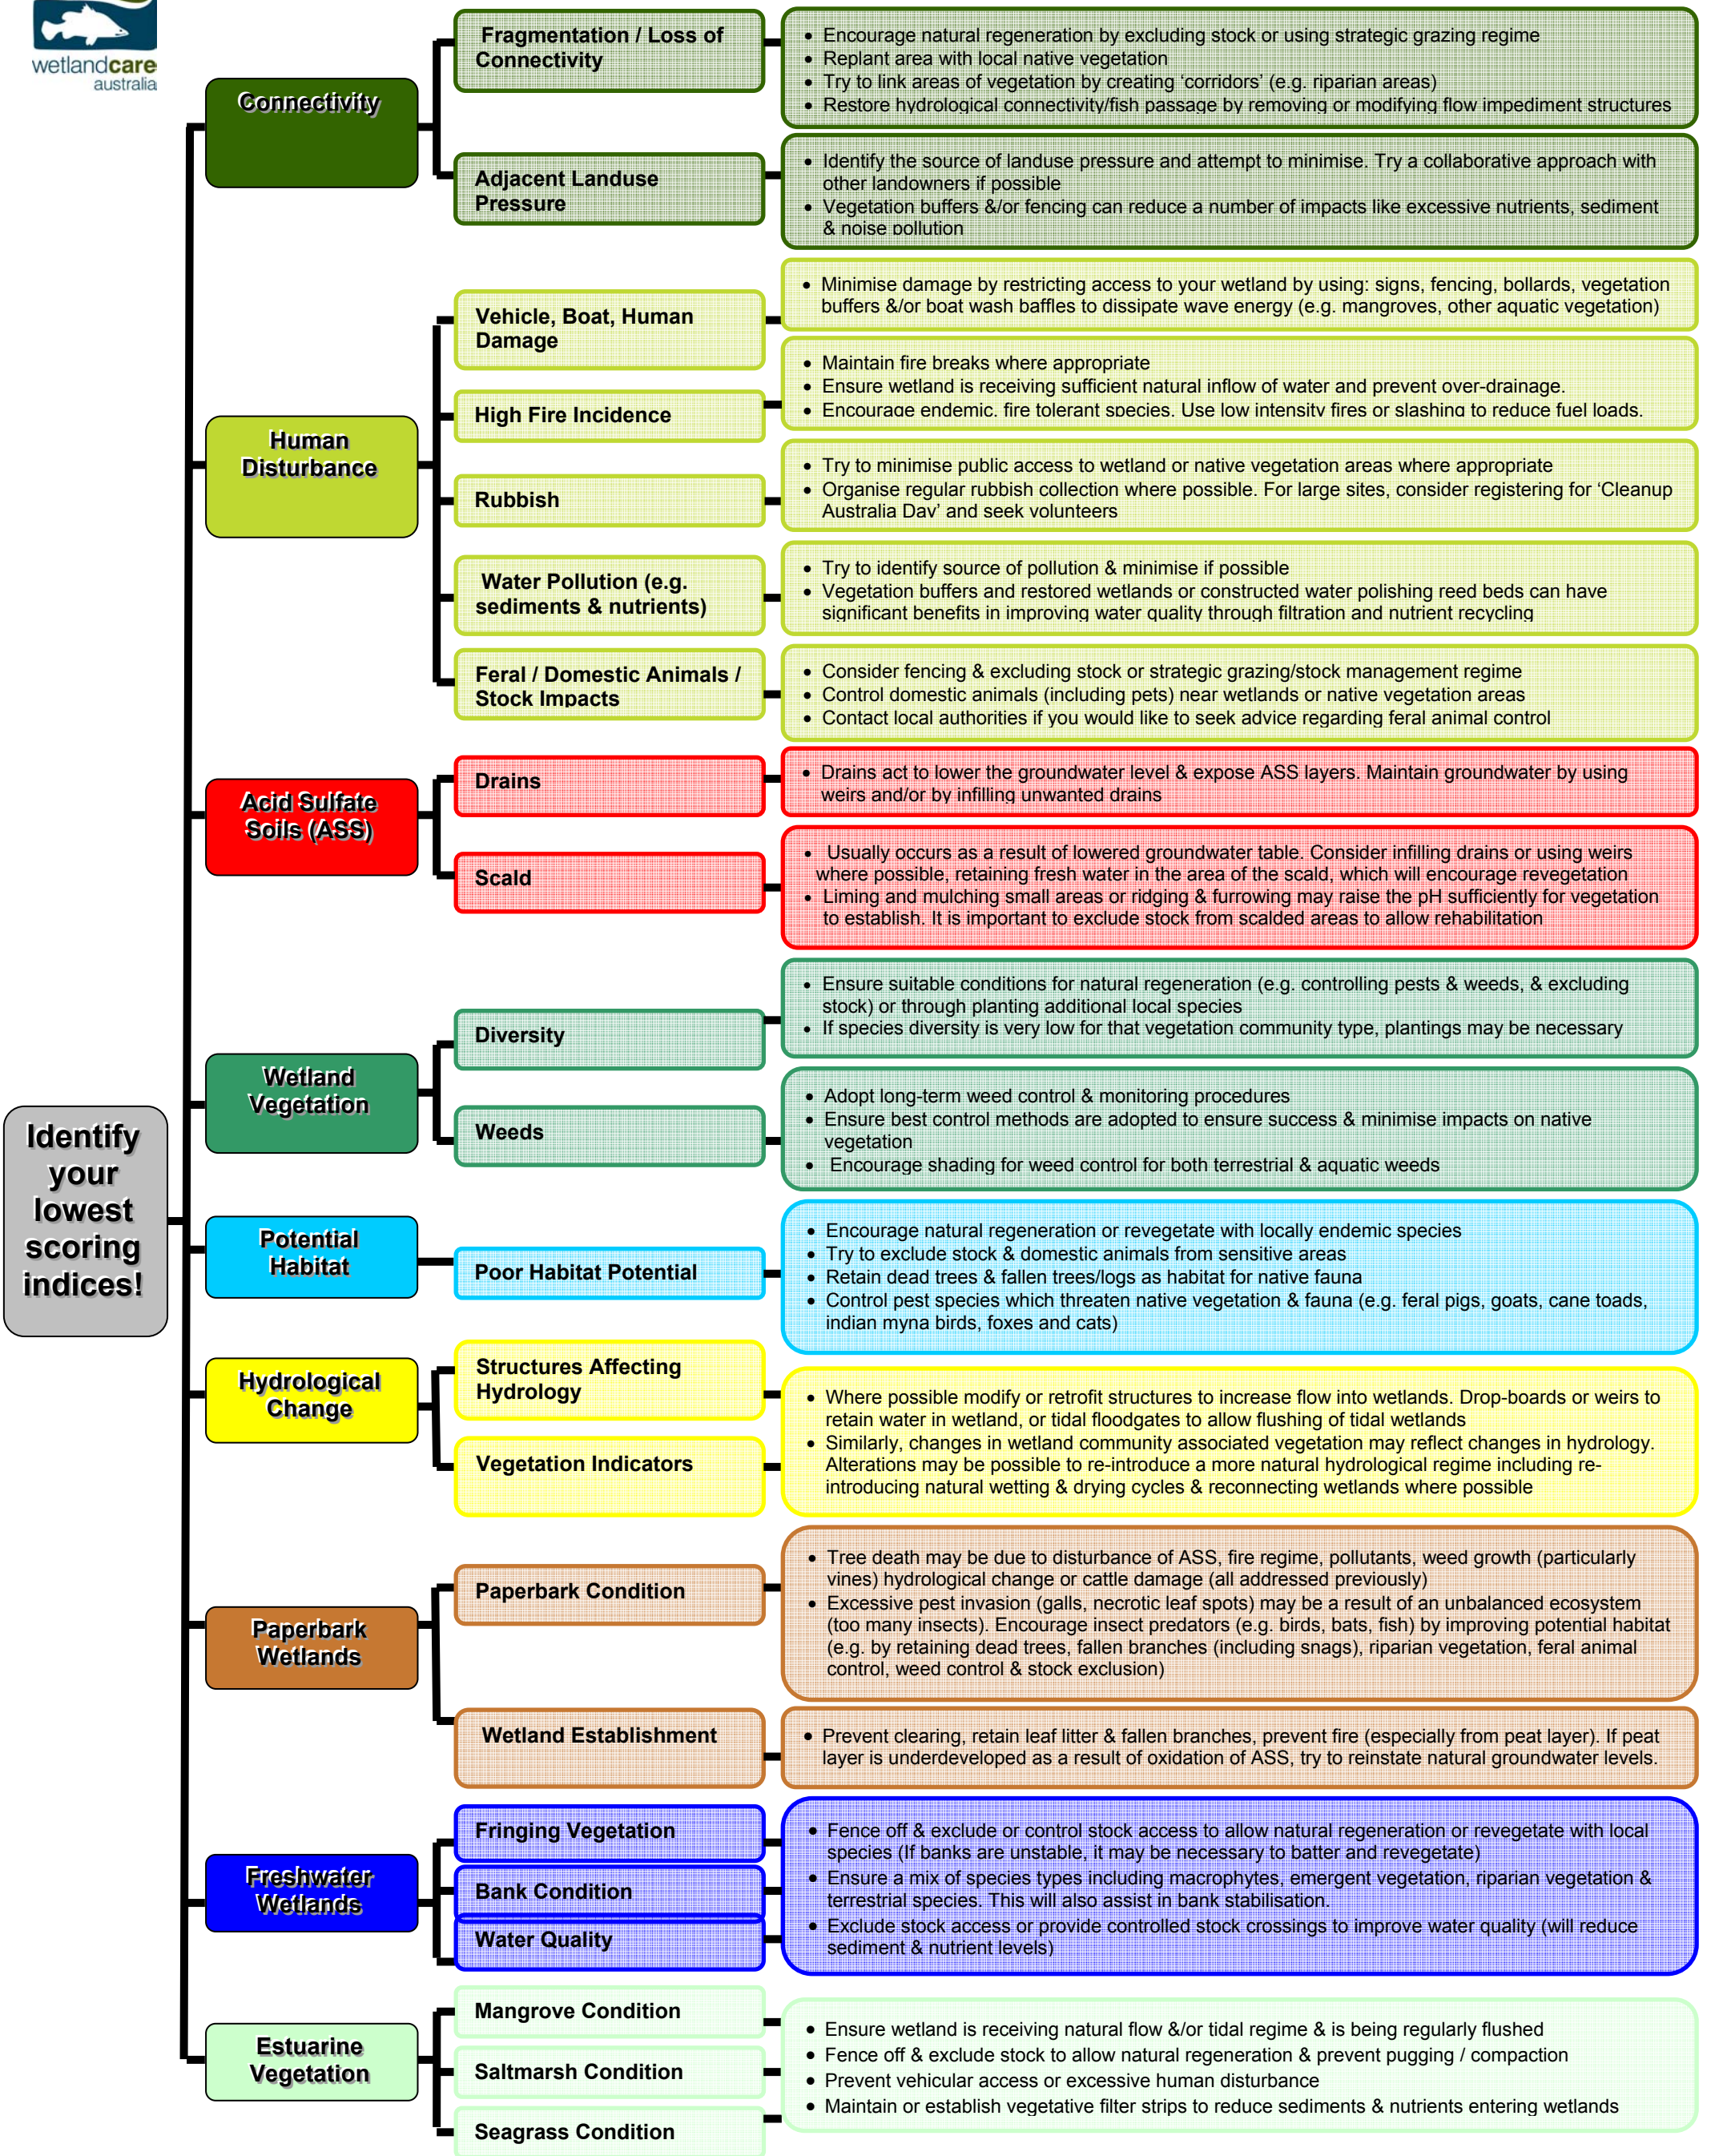 wetlandcare
australia
Identify
your
lowest
scoring
indices!
Connectivity
Fragmentation / Loss of
Connectivity
• Encourage natural regeneration by excluding stock or using strategic grazing regime
• Replant area with local native vegetation
• Try to link areas of vegetation by creating ‘corridors’ (e.g. riparian areas)
• Restore hydrological connectivity/fish passage by removing or modifying flow impediment structures
Adjacent Landuse
Pressure
• Identify the source of landuse pressure and attempt to minimise. Try a collaborative approach with
other landowners if possible
• Vegetation buffers &/or fencing can reduce a number of impacts like excessive nutrients, sediment
& noise pollution
Human
Disturbance
Vehicle, Boat, Human
Damage
• Minimise damage by restricting access to your wetland by using: signs, fencing, bollards, vegetation
buffers &/or boat wash baffles to dissipate wave energy (e.g. mangroves, other aquatic vegetation)
High Fire Incidence
• Maintain fire breaks where appropriate
• Ensure wetland is receiving sufficient natural inflow of water and prevent over-drainage.
• Encourage endemic, fire tolerant species. Use low intensity fires or slashing to reduce fuel loads.
Rubbish
• Try to minimise public access to wetland or native vegetation areas where appropriate
• Organise regular rubbish collection where possible. For large sites, consider registering for ‘Cleanup
Australia Day’ and seek volunteers
Water Pollution (e.g.
sediments & nutrients)
• Try to identify source of pollution & minimise if possible
• Vegetation buffers and restored wetlands or constructed water polishing reed beds can have
significant benefits in improving water quality through filtration and nutrient recycling
Feral / Domestic Animals /
Stock Impacts
• Consider fencing & excluding stock or strategic grazing/stock management regime
• Control domestic animals (including pets) near wetlands or native vegetation areas
• Contact local authorities if you would like to seek advice regarding feral animal control
Acid Sulfate
Soils (ASS)
Drains
• Drains act to lower the groundwater level & expose ASS layers. Maintain groundwater by using
weirs and/or by infilling unwanted drains
Scald
• Usually occurs as a result of lowered groundwater table. Consider infilling drains or using weirs
where possible, retaining fresh water in the area of the scald, which will encourage revegetation
• Liming and mulching small areas or ridging & furrowing may raise the pH sufficiently for vegetation
to establish. It is important to exclude stock from scalded areas to allow rehabilitation
Wetland
Vegetation
Diversity
• Ensure suitable conditions for natural regeneration (e.g. controlling pests & weeds, & excluding
stock) or through planting additional local species
• If species diversity is very low for that vegetation community type, plantings may be necessary
Weeds
• Adopt long-term weed control & monitoring procedures
• Ensure best control methods are adopted to ensure success & minimise impacts on native
vegetation
• Encourage shading for weed control for both terrestrial & aquatic weeds
Potential
Habitat
Poor Habitat Potential
• Encourage natural regeneration or revegetate with locally endemic species
• Try to exclude stock & domestic animals from sensitive areas
• Retain dead trees & fallen trees/logs as habitat for native fauna
• Control pest species which threaten native vegetation & fauna (e.g. feral pigs, goats, cane toads,
indian myna birds, foxes and cats)
Hydrological
Change
Structures Affecting
Hydrology
Vegetation Indicators
• Where possible modify or retrofit structures to increase flow into wetlands. Drop-boards or weirs to
retain water in wetland, or tidal floodgates to allow flushing of tidal wetlands
• Similarly, changes in wetland community associated vegetation may reflect changes in hydrology.
Alterations may be possible to re-introduce a more natural hydrological regime including re-
introducing natural wetting & drying cycles & reconnecting wetlands where possible
Paperbark
Wetlands
Paperbark Condition
• Tree death may be due to disturbance of ASS, fire regime, pollutants, weed growth (particularly
vines) hydrological change or cattle damage (all addressed previously)
• Excessive pest invasion (galls, necrotic leaf spots) may be a result of an unbalanced ecosystem
(too many insects). Encourage insect predators (e.g. birds, bats, fish) by improving potential habitat
(e.g. by retaining dead trees, fallen branches (including snags), riparian vegetation, feral animal
control, weed control & stock exclusion)
Wetland Establishment
• Prevent clearing, retain leaf litter & fallen branches, prevent fire (especially from peat layer). If peat
layer is underdeveloped as a result of oxidation of ASS, try to reinstate natural groundwater levels.
Freshwater
Wetlands
Fringing Vegetation
Bank Condition
Water Quality
• Fence off & exclude or control stock access to allow natural regeneration or revegetate with local
species (If banks are unstable, it may be necessary to batter and revegetate)
• Ensure a mix of species types including macrophytes, emergent vegetation, riparian vegetation &
terrestrial species. This will also assist in bank stabilisation.
• Exclude stock access or provide controlled stock crossings to improve water quality (will reduce
sediment & nutrient levels)
Estuarine
Vegetation
Mangrove Condition
Saltmarsh Condition
Seagrass Condition
• Ensure wetland is receiving natural flow &/or tidal regime & is being regularly flushed
• Fence off & exclude stock to allow natural regeneration & prevent pugging / compaction
• Prevent vehicular access or excessive human disturbance
• Maintain or establish vegetative filter strips to reduce sediments & nutrients entering wetlands